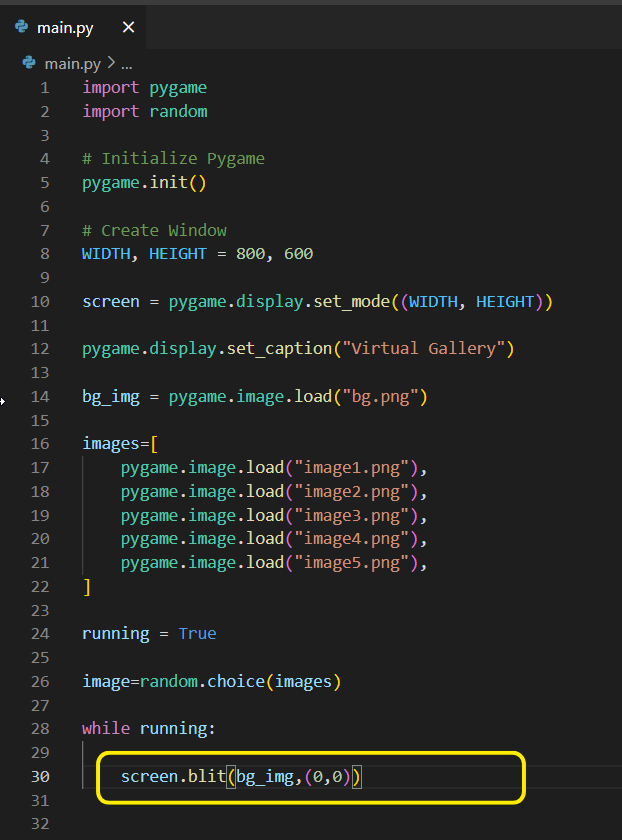 main.py ×
main.py > ...
1 import pygame
2 import random
3
4 # Initialize Pygame
5 pygame.init()
6
7 # Create Window
8 WIDTH, HEIGHT = 800, 600
9
10 screen = pygame.display.set_mode((WIDTH, HEIGHT))
11
12 pygame.display.set_caption("Virtual Gallery")
13
14 bg_img = pygame.image.load("bg.png")
15
16 images=[
17     pygame.image.load("image1.png"),
18     pygame.image.load("image2.png"),
19     pygame.image.load("image3.png"),
20     pygame.image.load("image4.png"),
21     pygame.image.load("image5.png"),
22 ]
23
24 running = True
25
26 image=random.choice(images)
27
28 while running:
29
30     screen.blit(bg_img,(0,0))
31
32